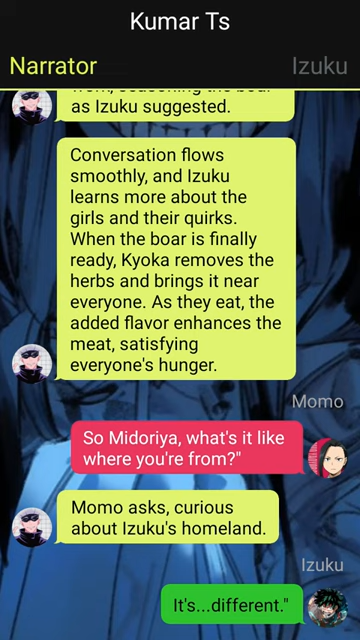 Kumar Ts
Narrator
Izuku
as Izuku suggested.
Conversation flows
smoothly, and Izuku
learns more about the
girls and their quirks.
When the boar is finally
ready, Kyoka removes the
herbs and brings it near
everyone. As they eat, the
added flavor enhances the
meat, satisfying
everyone's hunger.
Momo
So Midoriya, what's it like
where you're from?"
Momo asks, curious
about Izuku's homeland.
Izuku
It's...different."